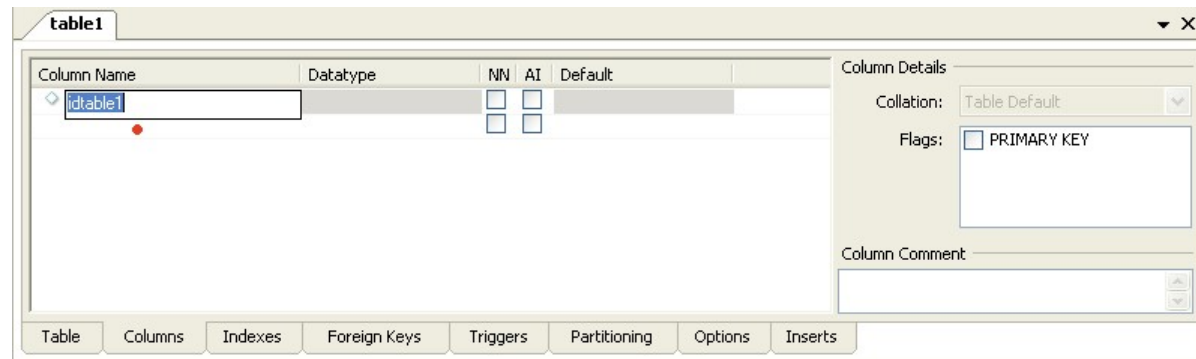 table1
Column Name Datatype NN AI Default
idtable1
Column Details
Collation: Table Default
Flags: PRIMARY KEY
Column Comment
Table Columns Indexes Foreign Keys Triggers Partitioning Options Inserts